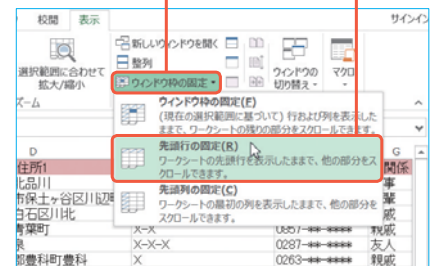 校閲 表示 サインイン
選択範囲に合わせて
拡大/縮小
新しいウィンドウを開く
整列
ウィンドウ枠の固定
ウィンドウの
切り替え
マクロ
ズーム
ウィンドウ枠の固定(F)
(現在の選択範囲に基づいて) 行および列を表示した
まま、ワークシートの残りの部分をスクロールできます。
先頭行の固定(R)
ワークシートの先頭行を表示したまま、他の部分をス
クロールできます。
先頭列の固定(C)
ワークシートの最初の列を表示したまま、他の部分を
スクロールできます。
D G
住所1 関係
北品川 事
市保土ヶ谷区川辺町 輩
白石区川北 戚
青葉町 X-X 0857-**-**** 親戚
泉 X-X-X 0287-**-**** 友人
郡豊科町豊科 X 0263-**-**** 親戚